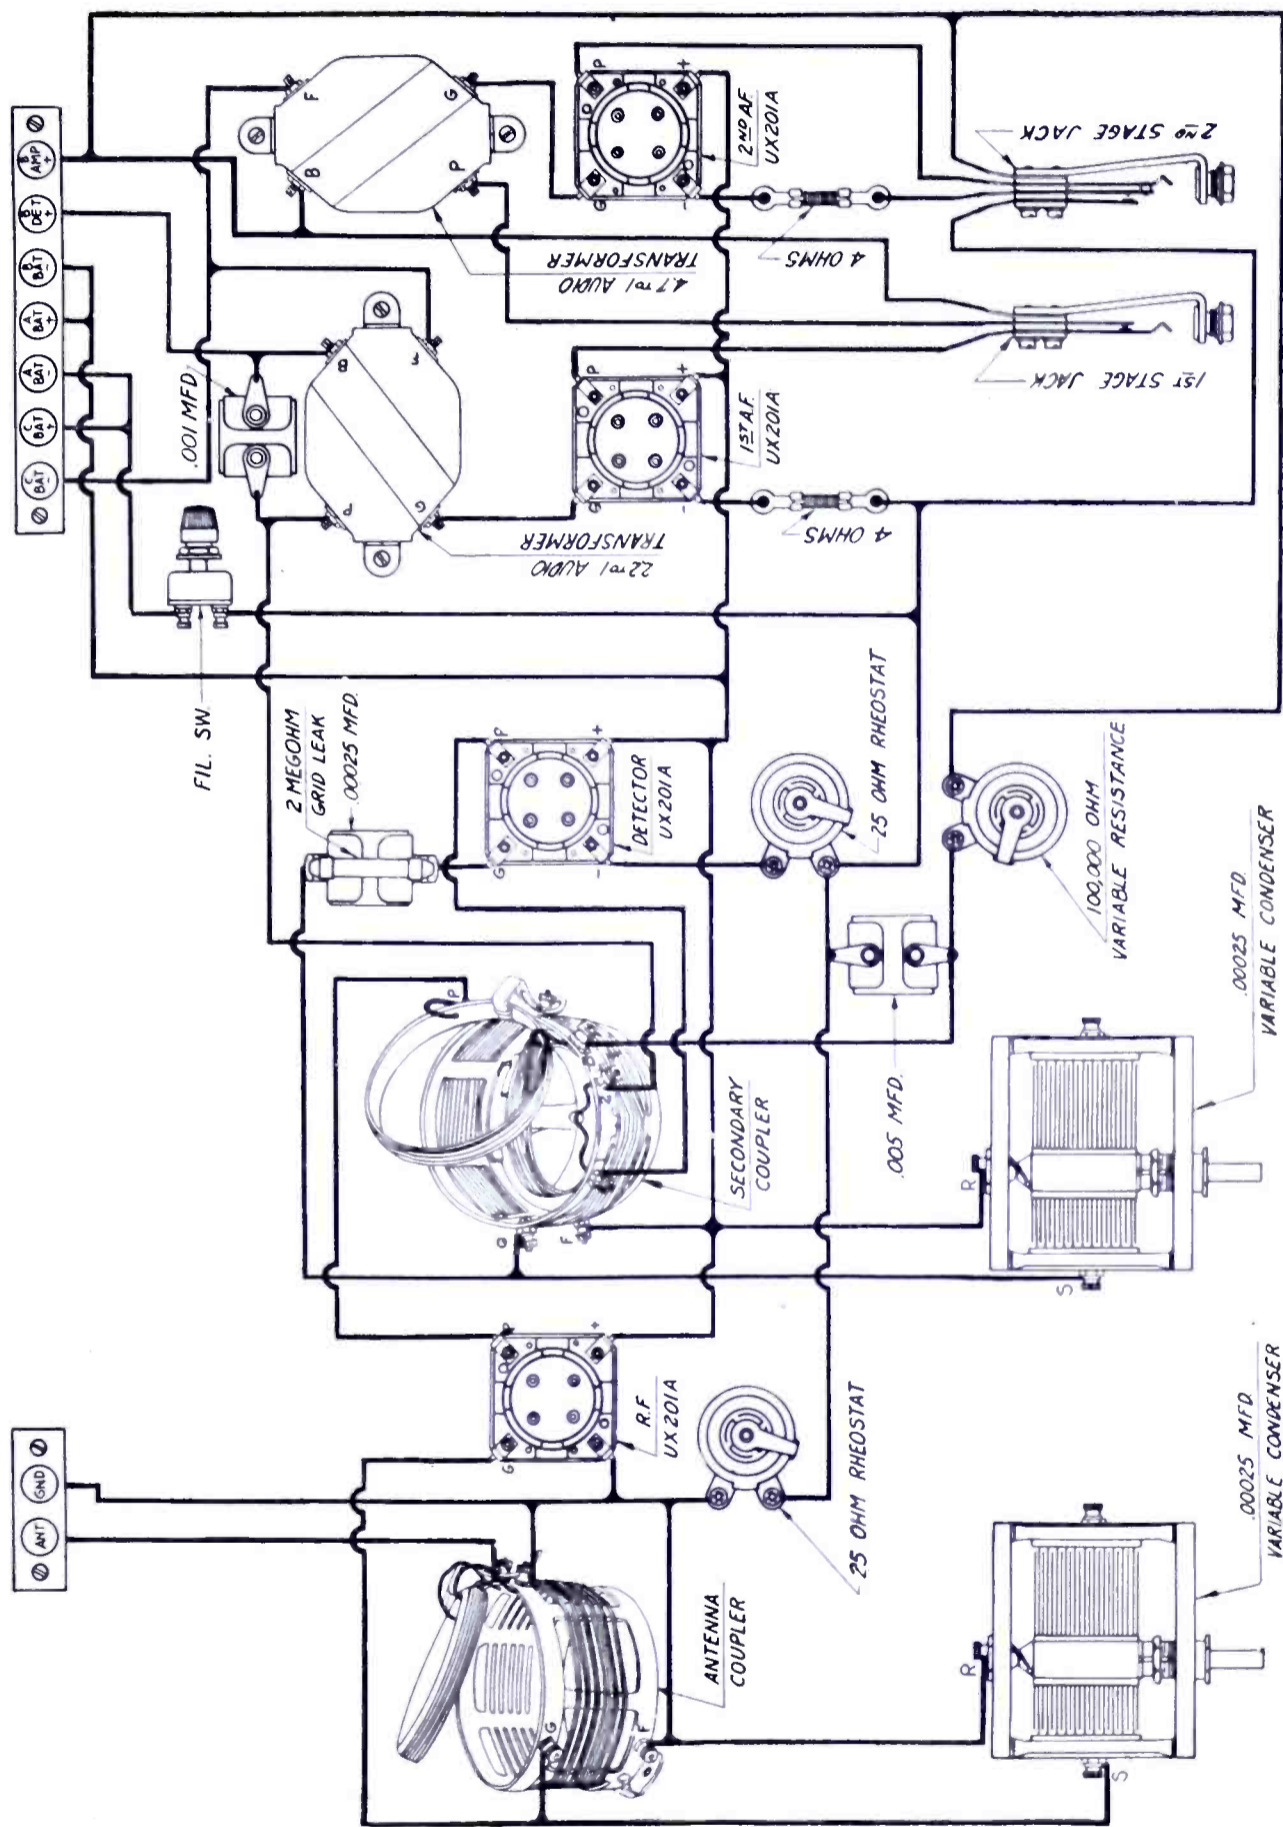 ANT
GND
C
BAT
-
C
BAT
+
A
BAT
-
A
BAT
+
B
BAT
-
B
DET
+
B
AMP
+
FIL. SW.
.001 MFD.
2.2 TO 1 AUDIO
TRANSFORMER
P
B
G
F
4.7 TO 1 AUDIO
TRANSFORMER
B
F
P
G
2 MEGOHM
GRID LEAK
.00025 MFD.
ANTENNA
COUPLER
G
F
R.F
UX201A
G
P
+
SECONDARY
COUPLER
P
G
F
B
DETECTOR
UX201A
G
P
-
+
1ST A.F.
UX201A
G
P
-
+
2ND A.F.
UX201A
G
P
-
+
4 OHMS
4 OHMS
25 OHM RHEOSTAT
25 OHM RHEOSTAT
.005 MFD.
100,000 OHM
VARIABLE RESISTANCE
1ST STAGE JACK
2ND STAGE JACK
R
S
.00025 MFD.
VARIABLE CONDENSER
R
S
.00025 MFD.
VARIABLE CONDENSER